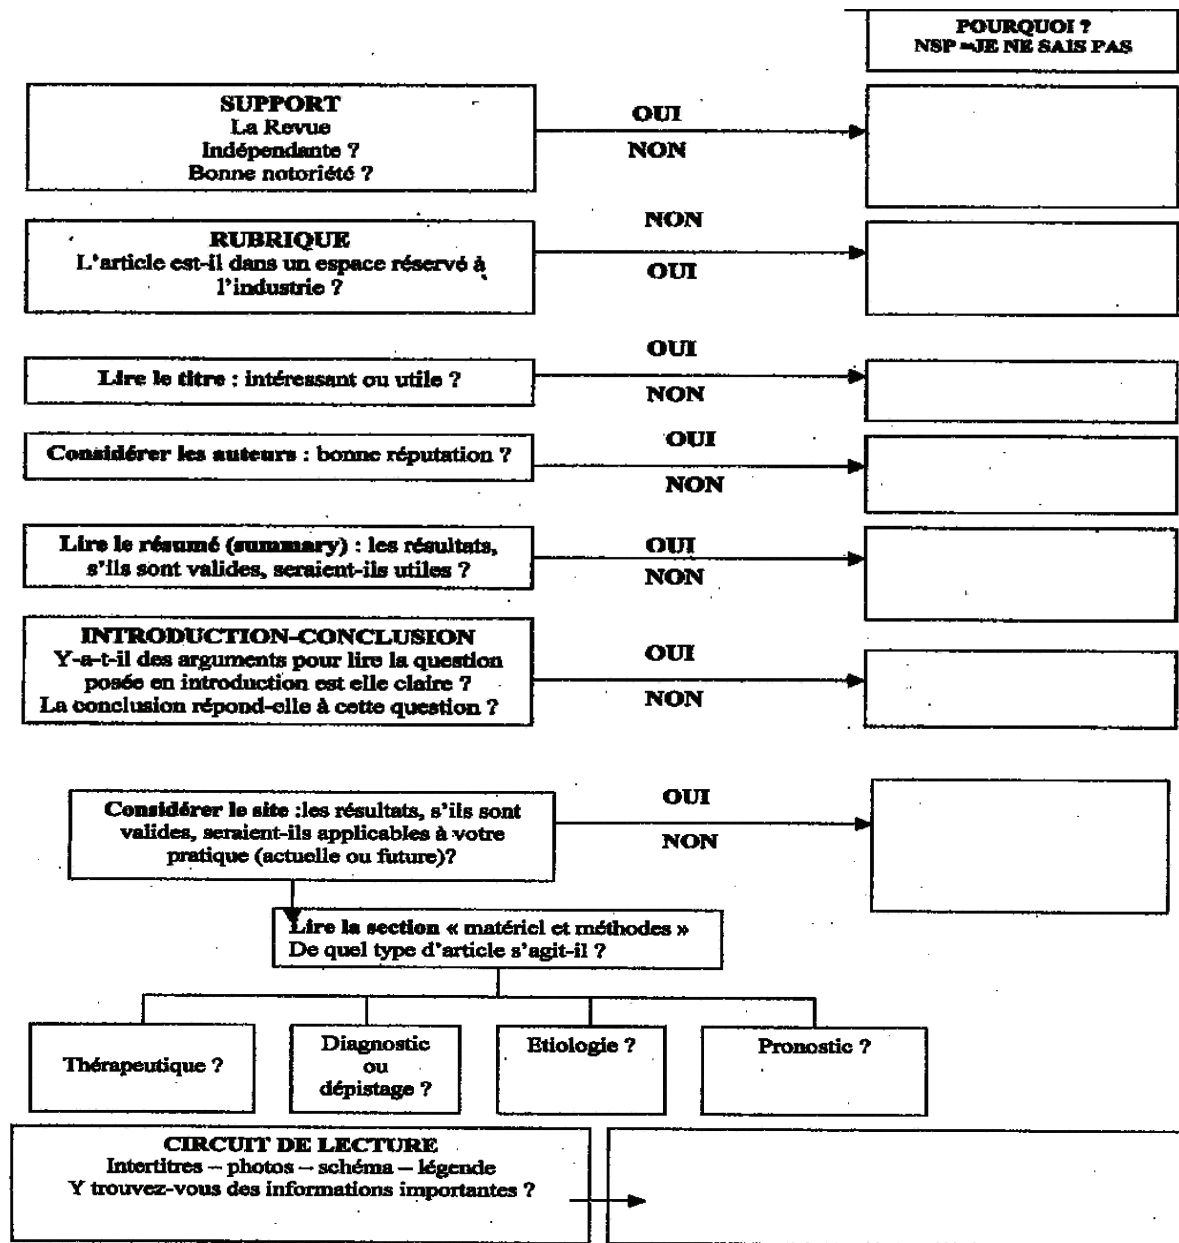 POURQUOI ?
NSP =JE NE SAIS PAS
SUPPORT
La Revue
Indépendante ?
Bonne notoriété ?
OUI
NON
RUBRIQUE
L'article est-il dans un espace réservé à
l'industrie ?
NON
OUI
Lire le titre : intéressant ou utile ?
OUI
NON
Considérer les auteurs : bonne réputation ?
OUI
NON
Lire le résumé (summary) : les résultats,
s'ils sont valides, seraient-ils utiles ?
OUI
NON
INTRODUCTION-CONCLUSION
Y-a-t-il des arguments pour lire la question
posée en introduction est elle claire ?
La conclusion répond-elle à cette question ?
OUI
NON
Considérer le site :les résultats, s'ils sont
valides, seraient-ils applicables à votre
pratique (actuelle ou future)?
OUI
NON
Lire la section « matériel et méthodes »
De quel type d'article s'agit-il ?
Thérapeutique ?
Diagnostic
ou
dépistage ?
Etiologie ?
Pronostic ?
CIRCUIT DE LECTURE
Intertitres – photos – schéma – légende
Y trouvez-vous des informations importantes ?